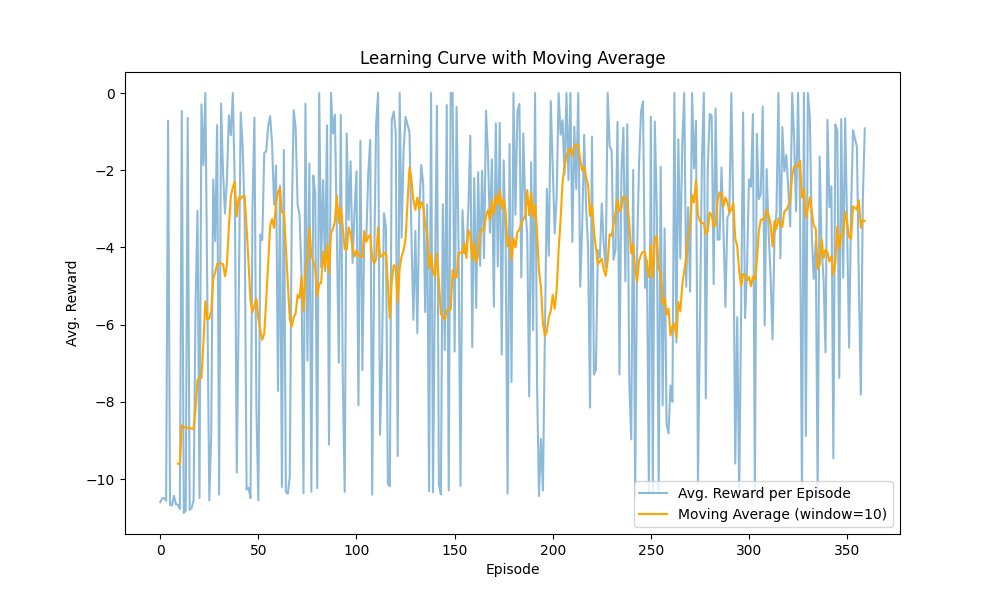 Learning Curve with Moving Average
Avg. Reward
0
−2
−4
−6
−8
−10
0 50 100 150 200 250 300 350
Episode
Avg. Reward per Episode
Moving Average (window=10)